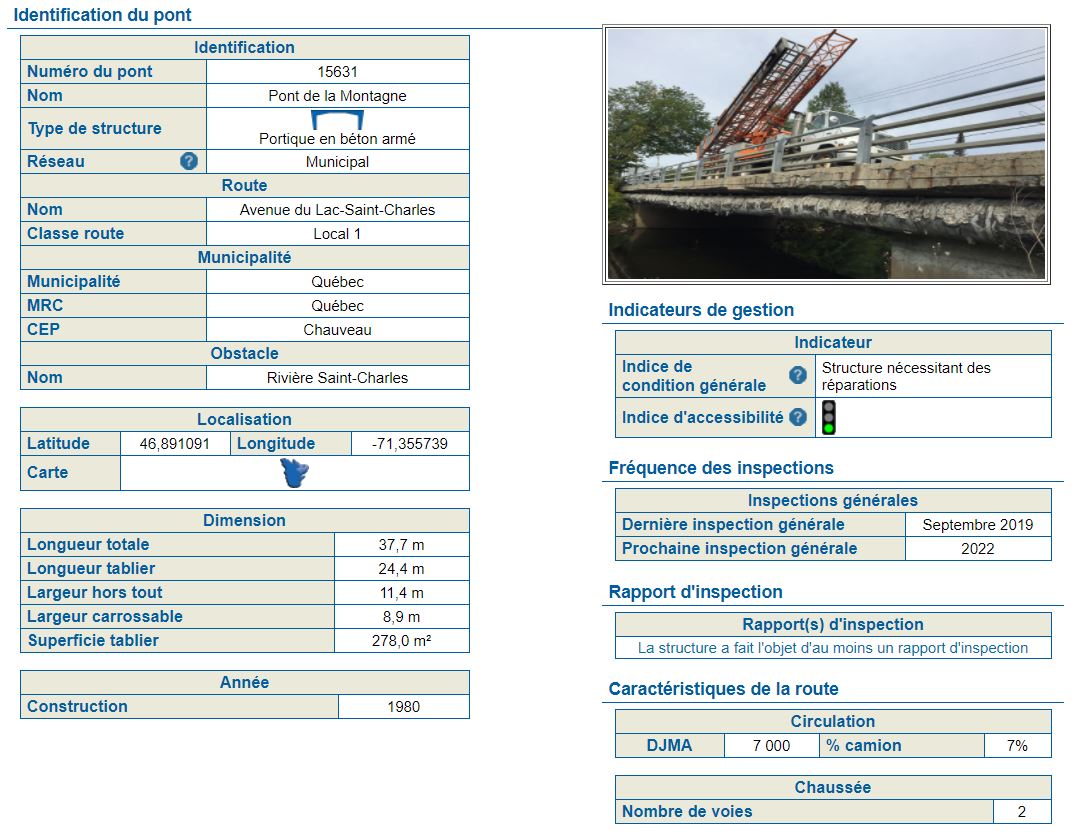 Identification du pont
Identification
Numéro du pont 15631
Nom Pont de la Montagne
Type de structure Portique en béton armé
Réseau ? Municipal
Route
Nom Avenue du Lac-Saint-Charles
Classe route Local 1
Municipalité
Municipalité Québec
MRC Québec
CEP Chauveau
Obstacle
Nom Rivière Saint-Charles
Localisation
Latitude 46,891091 Longitude -71,355739
Carte
Dimension
Longueur totale 37,7 m
Longueur tablier 24,4 m
Largeur hors tout 11,4 m
Largeur carrossable 8,9 m
Superficie tablier 278,0 m²
Année
Construction 1980
Indicateurs de gestion
Indicateur
Indice de
condition générale ? Structure nécessitant des
réparations
Indice d'accessibilité ?
Fréquence des inspections
Inspections générales
Dernière inspection générale Septembre 2019
Prochaine inspection générale 2022
Rapport d'inspection
Rapport(s) d'inspection
La structure a fait l'objet d'au moins un rapport d'inspection
Caractéristiques de la route
Circulation
DJMA 7 000 % camion 7%
Chaussée
Nombre de voies 2